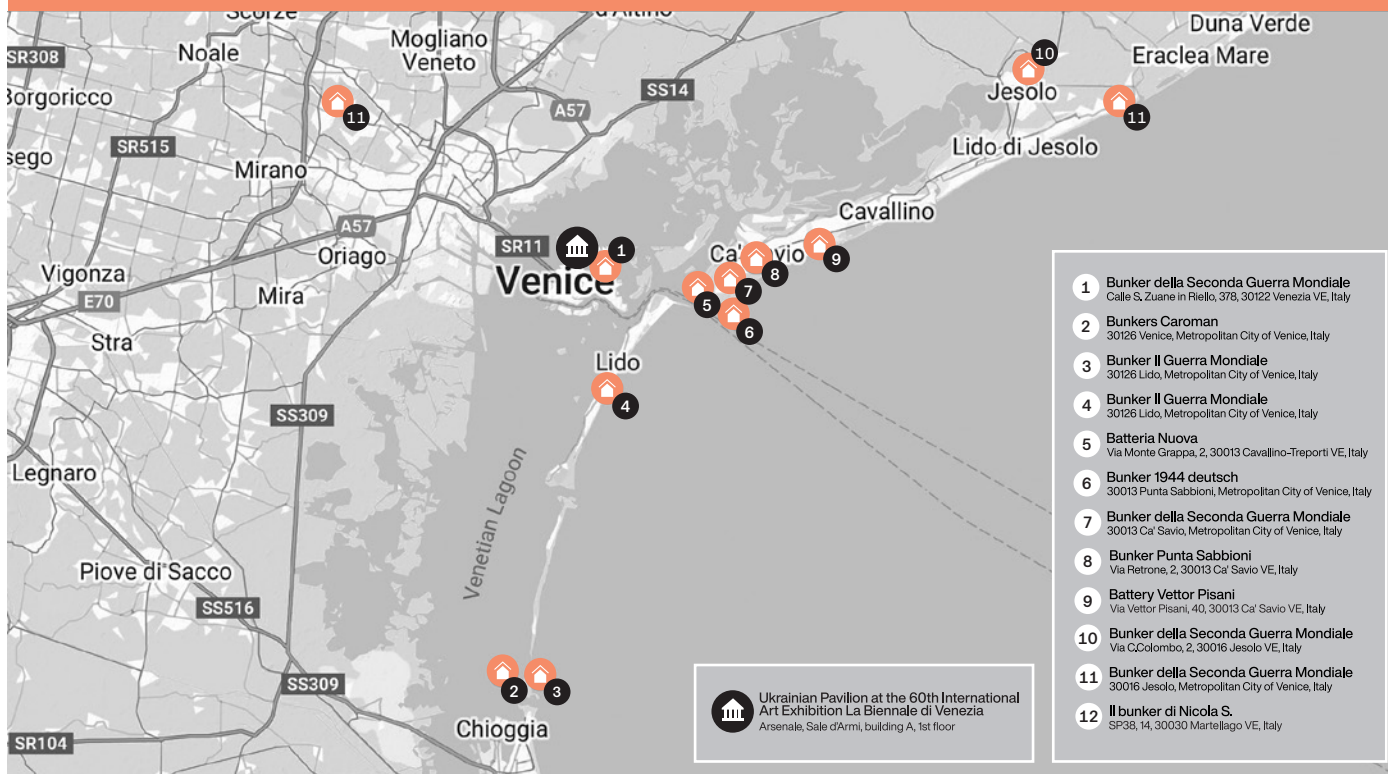 Scorzè
d'Altino
Duna Verde
Noale
Mogliano
Veneto
Eraclea Mare
SR308
10
Jesolo
SS14
Borgoricco
11
A57
11
SR515
sego
Lido di Jesolo
Mirano
Cavallino
A57
SR11
1
Oriago
Ca'
vio
9
8
Vigonza
Venice
7
E70
Mira
5
6
Stra
Lido
4
SS309
Legnaro
Venetian Lagoon
Piove di Sacco
SS516
SS309
2
3
Chioggia
SR104
Ukrainian Pavilion at the 60th International
Art Exhibition La Biennale di Venezia
Arsenale, Sale d'Armi, building A, 1st floor
1 Bunker della Seconda Guerra Mondiale
Calle S. Zuane in Riello, 378, 30122 Venezia VE, Italy
2 Bunkers Caroman
30126 Venice, Metropolitan City of Venice, Italy
3 Bunker II Guerra Mondiale
30126 Lido, Metropolitan City of Venice, Italy
4 Bunker II Guerra Mondiale
30126 Lido, Metropolitan City of Venice, Italy
5 Batteria Nuova
Via Monte Grappa, 2, 30013 Cavallino-Treporti VE, Italy
6 Bunker 1944 deutsch
30013 Punta Sabbioni, Metropolitan City of Venice, Italy
7 Bunker della Seconda Guerra Mondiale
30013 Ca' Savio, Metropolitan City of Venice, Italy
8 Bunker Punta Sabbioni
Via Retrone, 2, 30013 Ca' Savio VE, Italy
9 Battery Vettor Pisani
Via Vettor Pisani, 40, 30013 Ca' Savio VE, Italy
10 Bunker della Seconda Guerra Mondiale
Via C.Colombo, 2, 30016 Jesolo VE, Italy
11 Bunker della Seconda Guerra Mondiale
30016 Jesolo, Metropolitan City of Venice, Italy
12 Il bunker di Nicola S.
SP38, 14, 30030 Martellago VE, Italy